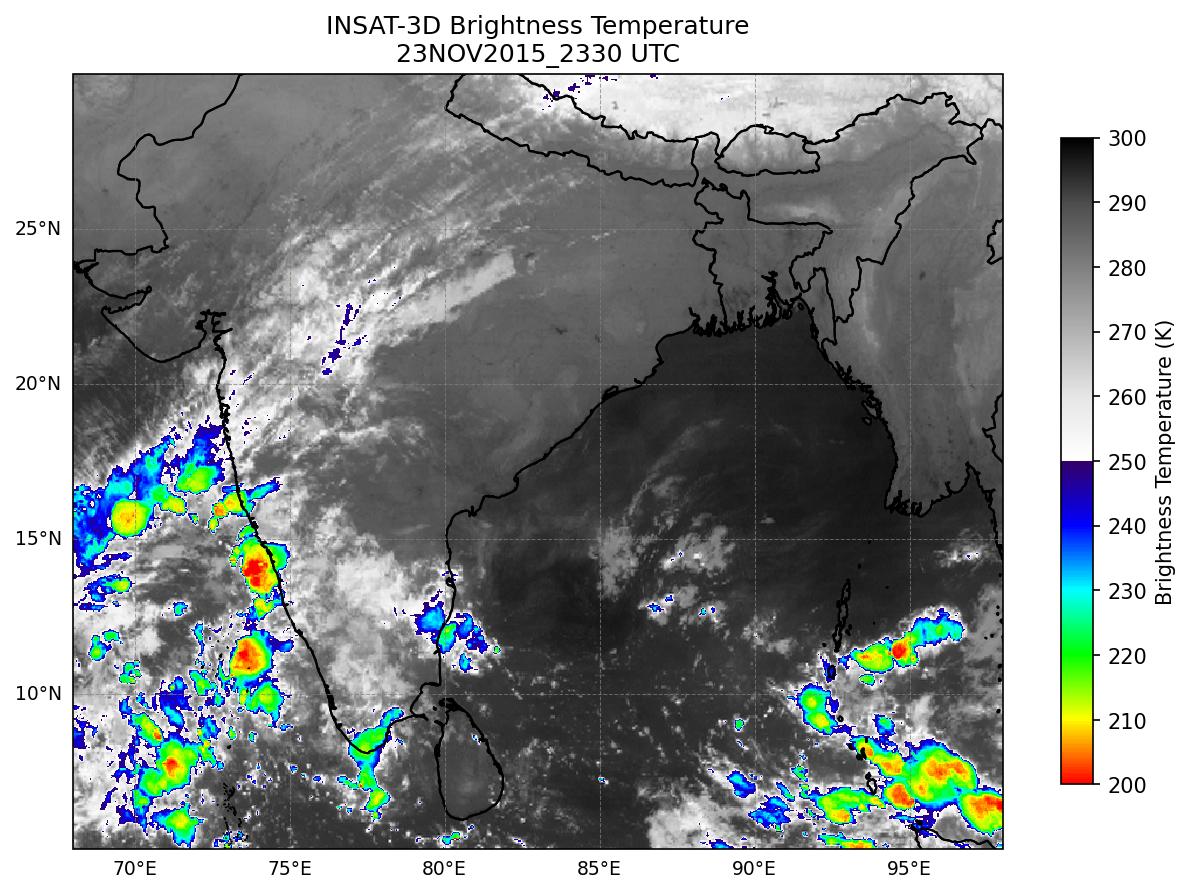 INSAT-3D Brightness Temperature
23NOV2015_2330 UTC
25°N
20°N
15°N
10°N
70°E
75°E
80°E
85°E
90°E
95°E
300
290
280
270
260
250
240
230
220
210
200
Brightness Temperature (K)